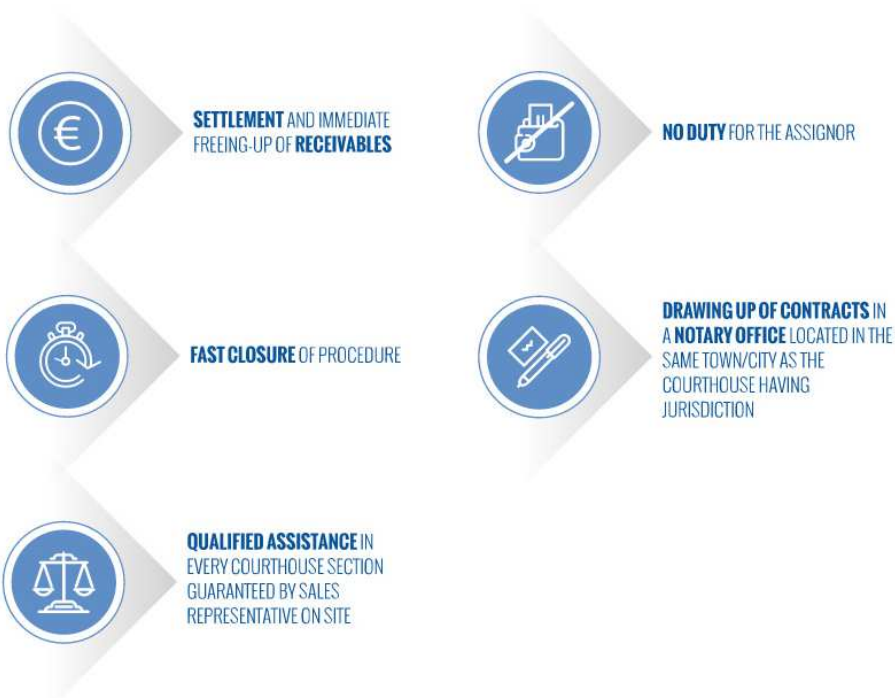 SETTLEMENT AND IMMEDIATE
FREEING-UP OF RECEIVABLES
NO DUTY FOR THE ASSIGNOR
FAST CLOSURE OF PROCEDURE
DRAWING UP OF CONTRACTS IN
A NOTARY OFFICE LOCATED IN THE
SAME TOWN/CITY AS THE
COURTHOUSE HAVING
JURISDICTION
QUALIFIED ASSISTANCE IN
EVERY COURTHOUSE SECTION
GUARANTEED BY SALES
REPRESENTATIVE ON SITE